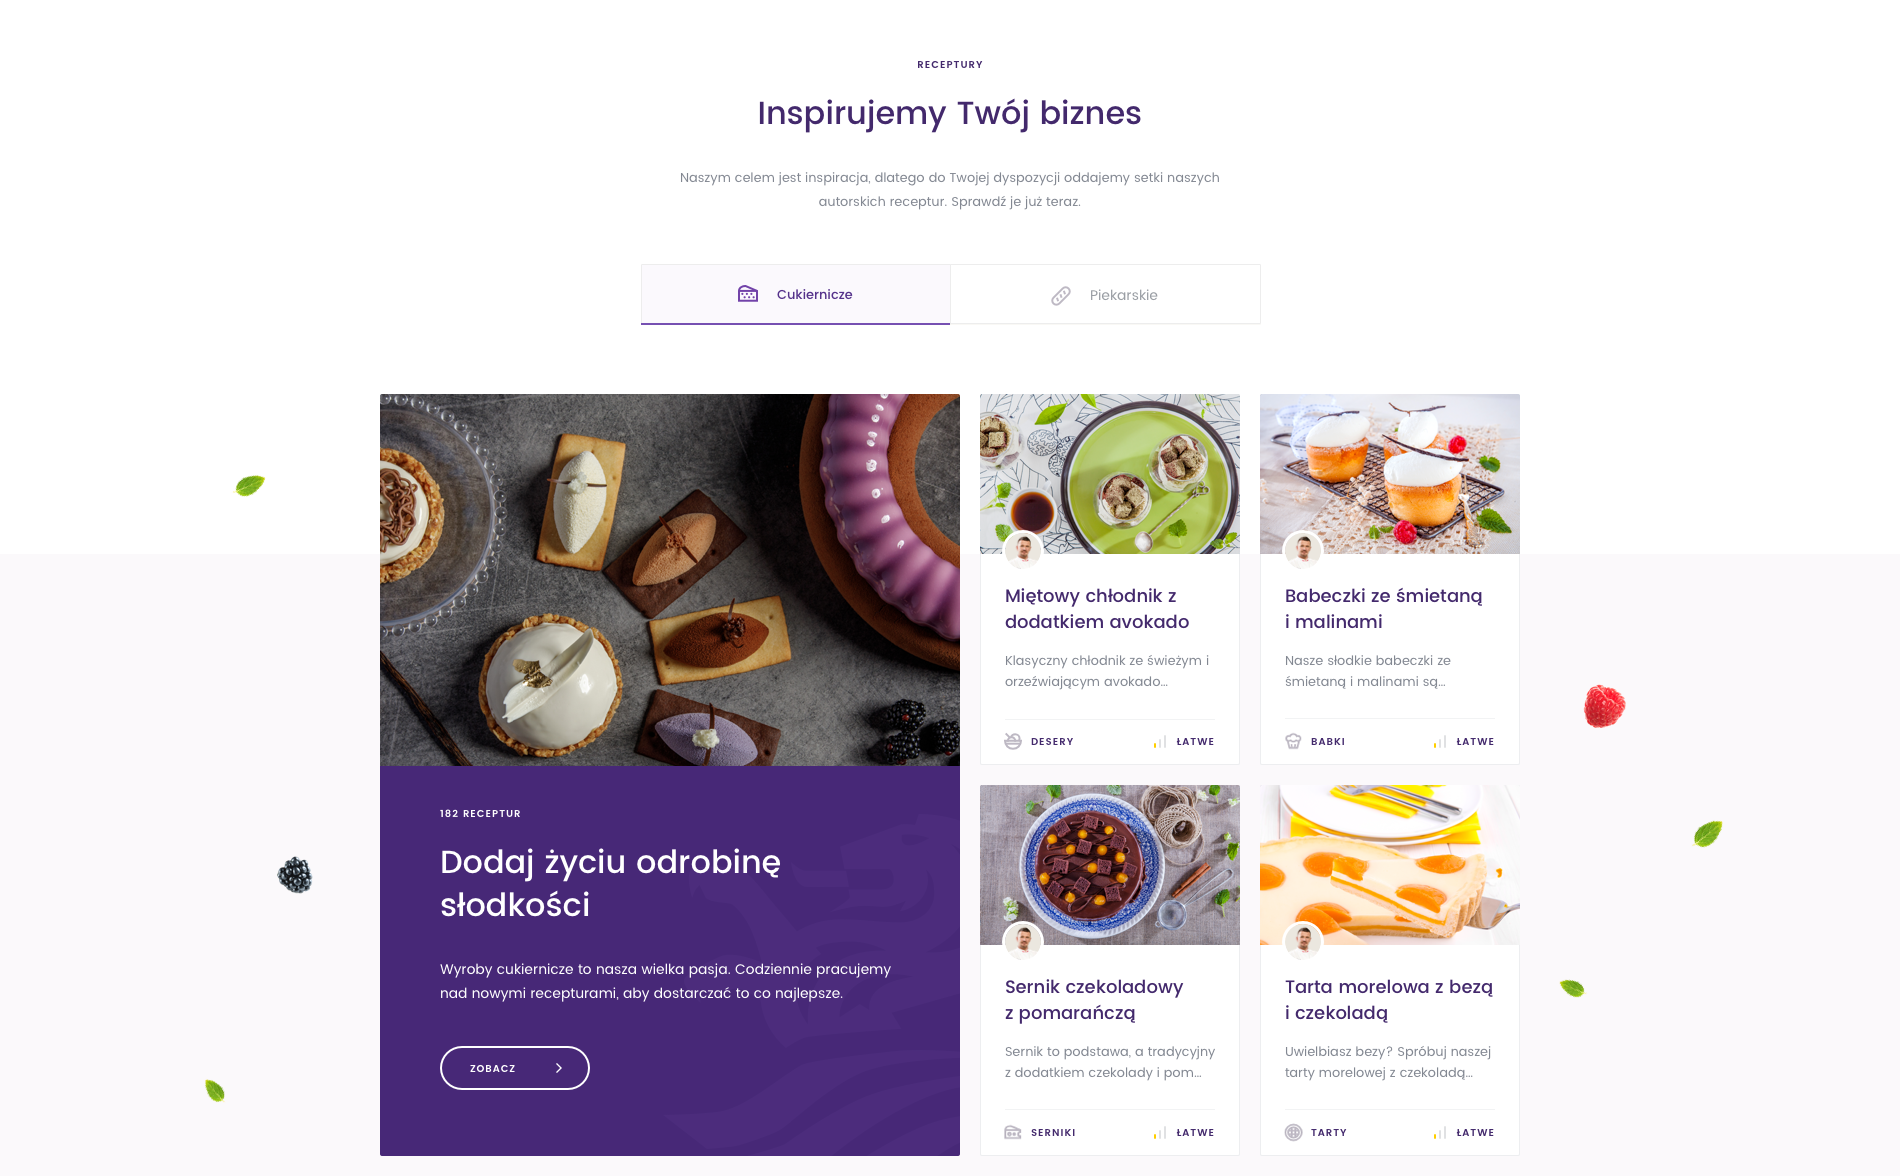 RECEPTURY
Inspirujemy Twój biznes
Naszym celem jest inspiracja, dlatego do Twojej dyspozycji oddajemy setki naszych
autorskich receptur. Sprawdź je już teraz.
Cukiernicze
Piekarskie
182 RECEPTUR
Dodaj życiu odrobinę
słodkości
Wyroby cukiernicze to nasza wielka pasja. Codziennie pracujemy
nad nowymi recepturami, aby dostarczać to co najlepsze.
ZOBACZ
Miętowy chłodnik z
dodatkiem avokado
Klasyczny chłodnik ze świeżym i
orzeźwiającym avokado...
DESERY
ŁATWE
Babeczki ze śmietaną
i malinami
Nasze słodkie babeczki ze
śmietaną i malinami są...
BABKI
ŁATWE
Sernik czekoladowy
z pomarańczą
Sernik to podstawa, a tradycyjny
z dodatkiem czekolady i pom...
SERNIKI
ŁATWE
Tarta morelowa z bezą
i czekoladą
Uwielbiasz bezy? Spróbuj naszej
tarty morelowej z czekoladą...
TARTY
ŁATWE